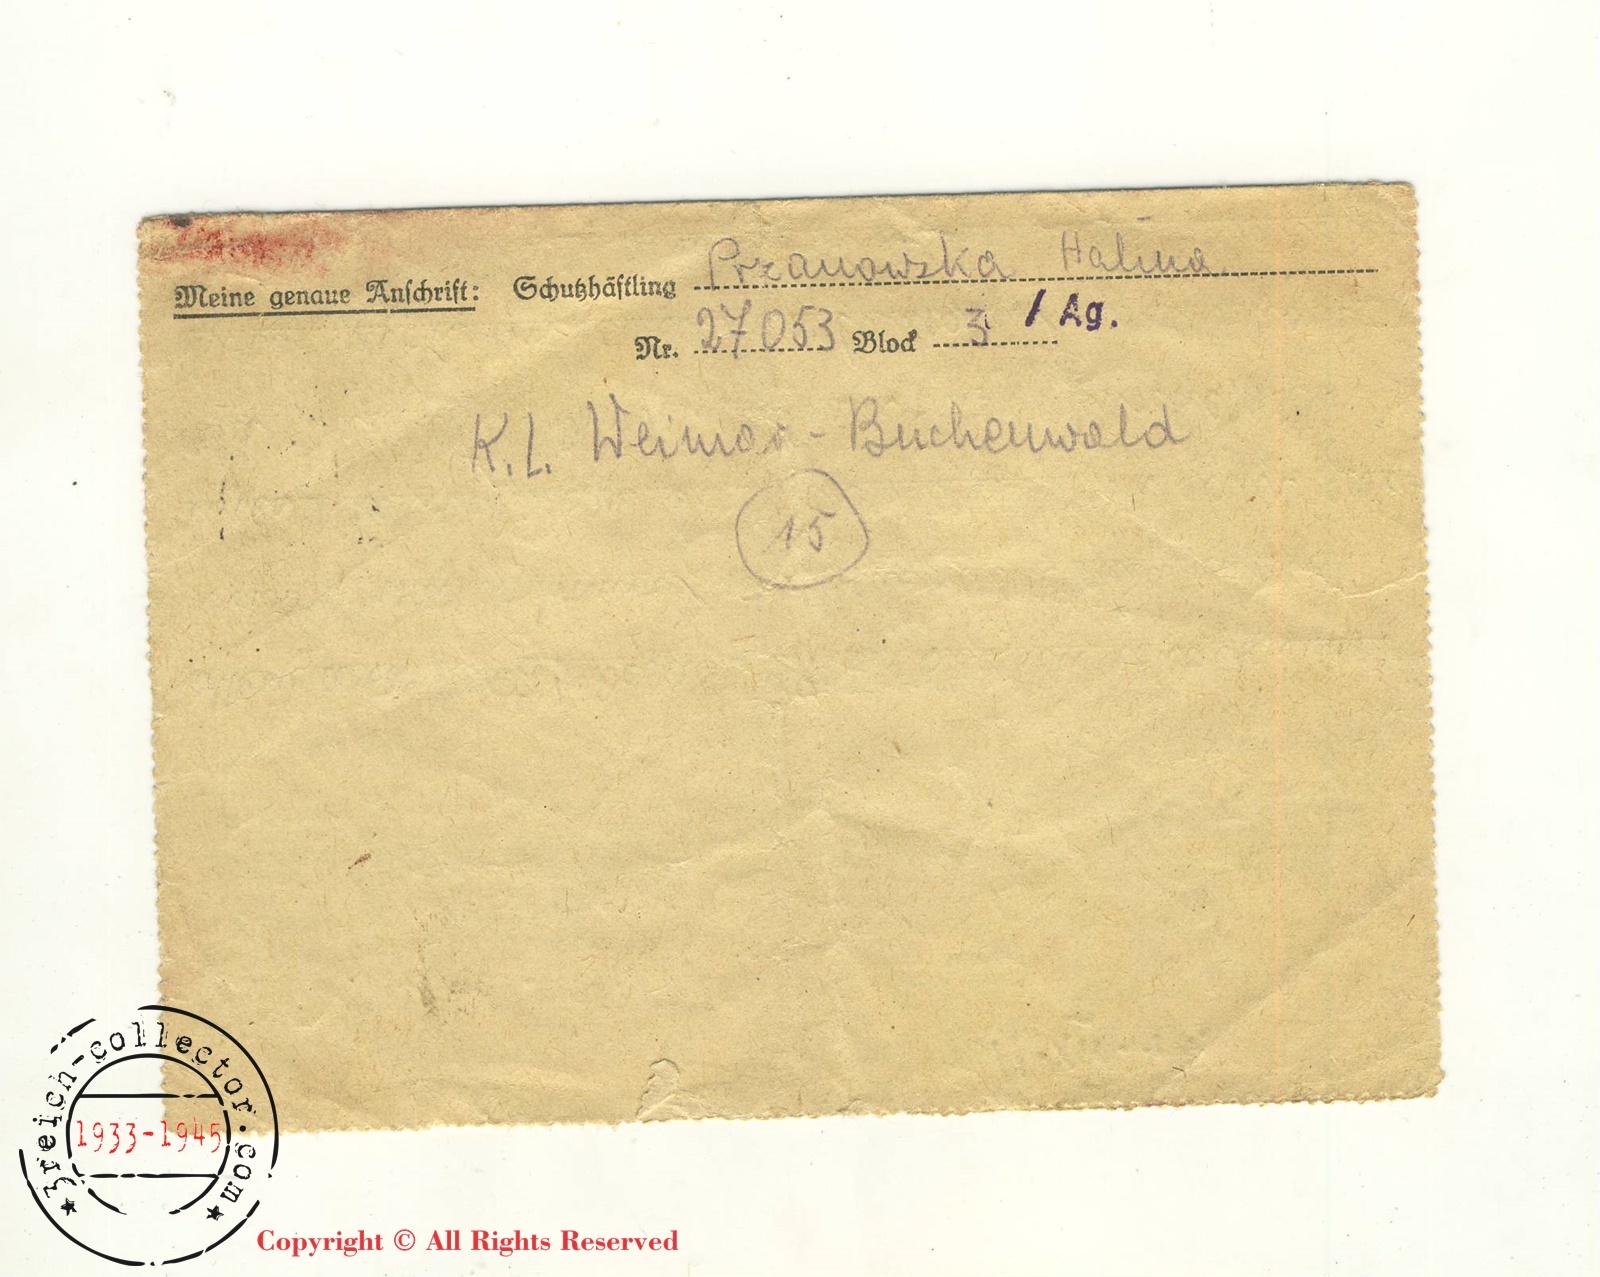 Meine genaue Anschrift: Schutzhäftling Przanowska Halina
Nr. 27053 Block 3 / Ag.
K. L. Weimar - Buchenwald
15
3reich-collector.com
1933-1945
Copyright © All Rights Reserved